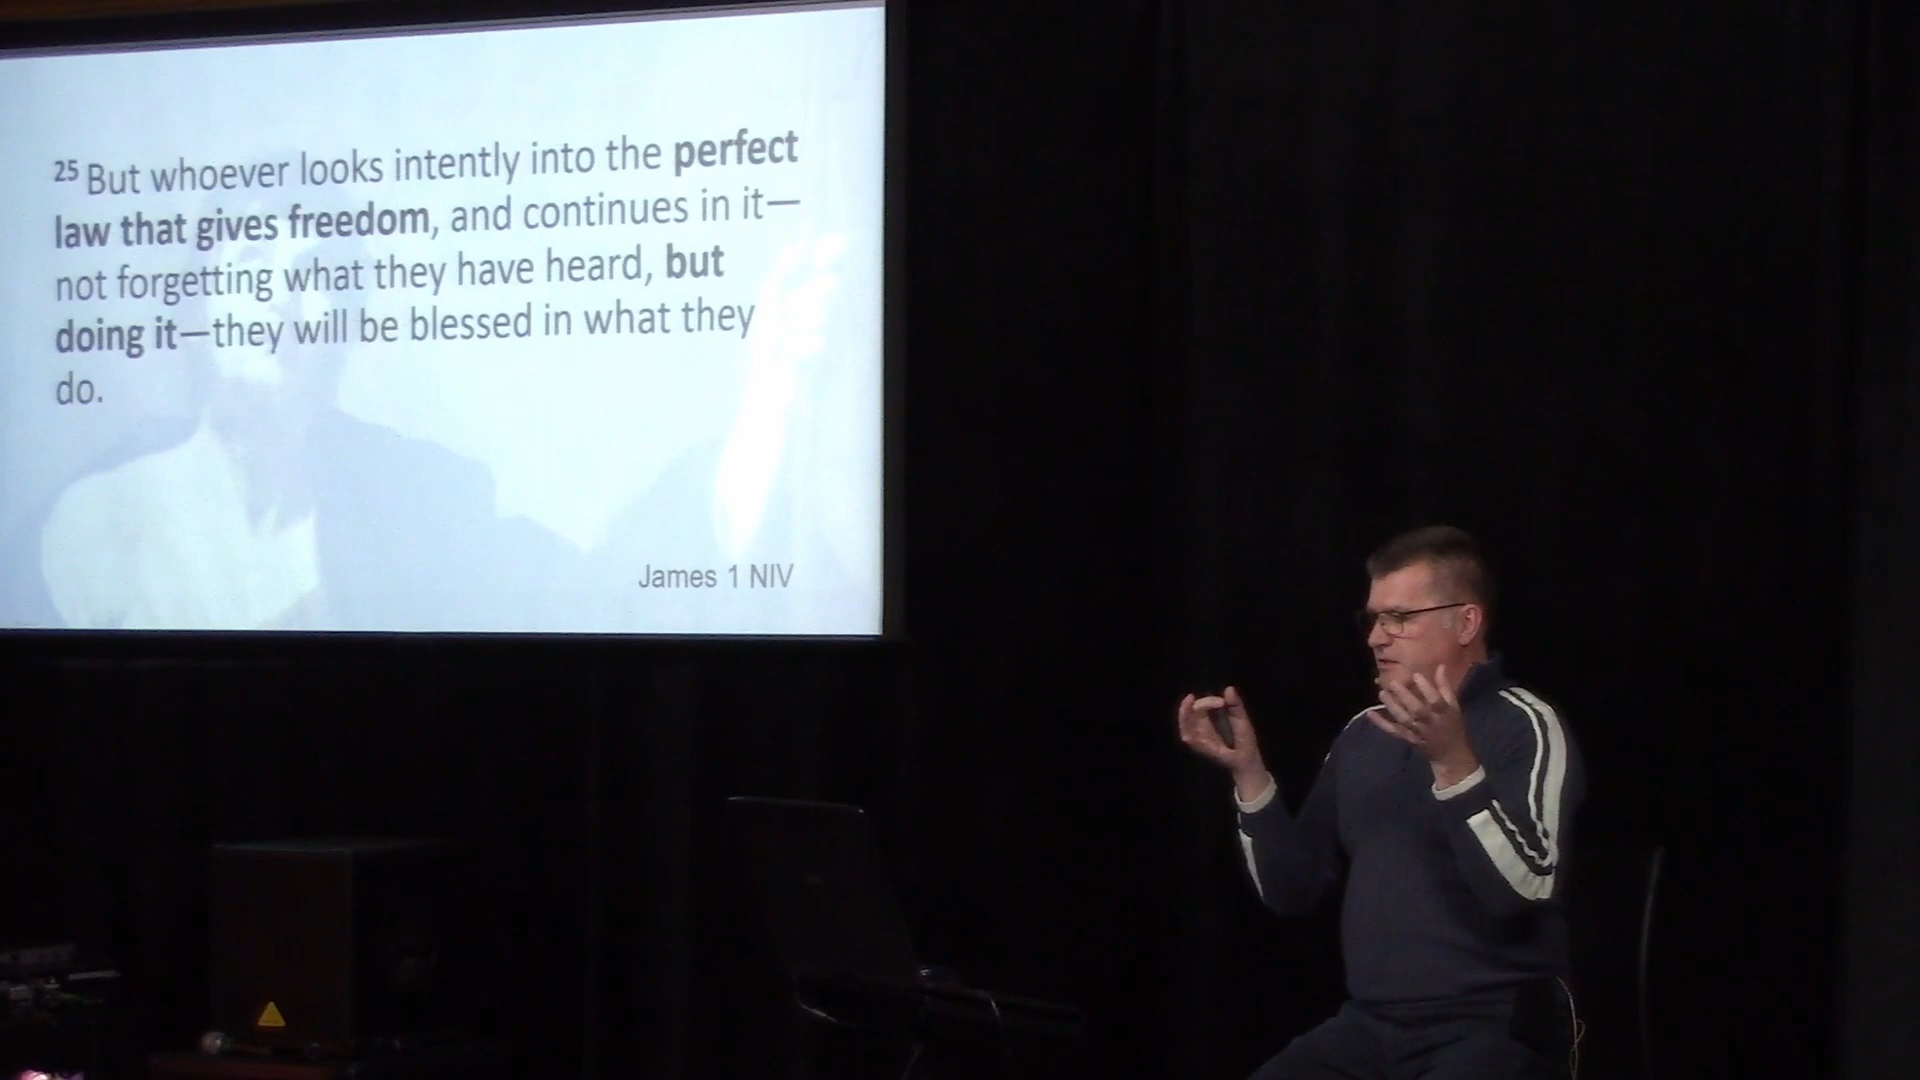 25 But whoever looks intently into the perfect
law that gives freedom, and continues in it—
not forgetting what they have heard, but
doing it—they will be blessed in what they
do.
James 1 NIV